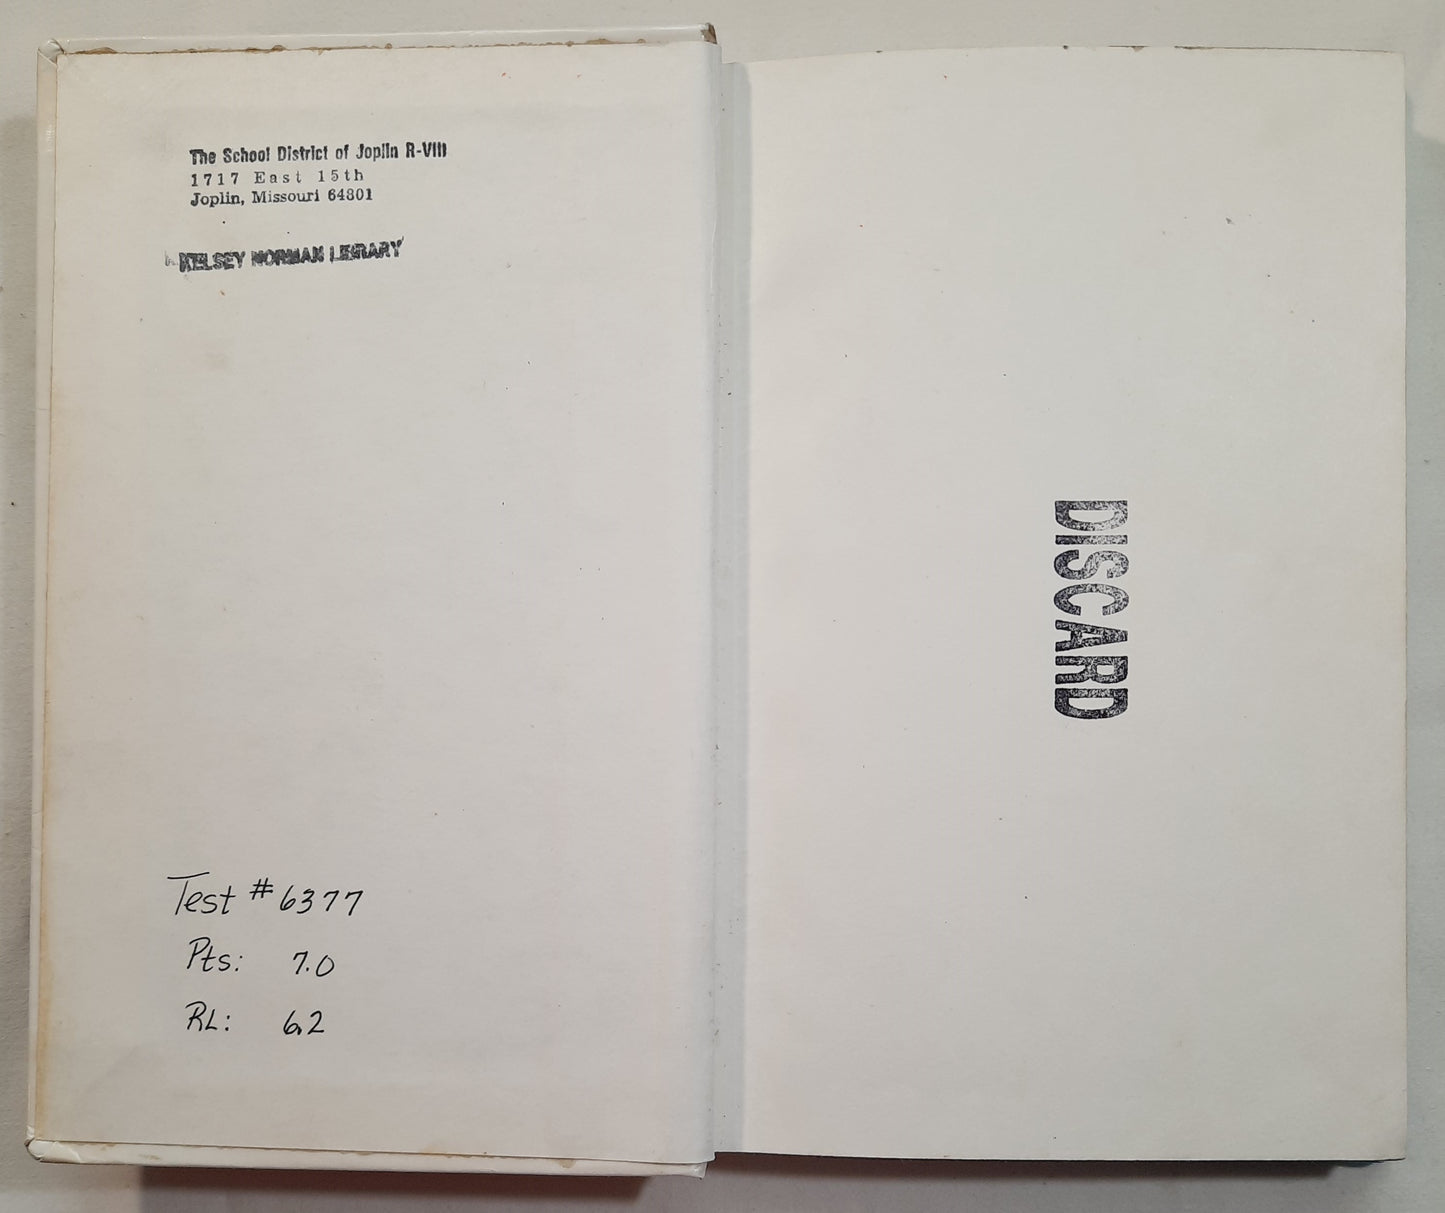 The School District of Joplin R-VIII
1717 East 15th
Joplin, Missouri 64801
KELSEY NORMAN LIBRARY
Test # 6377
Pts: 7.0
RL: 6.2
DISCARD